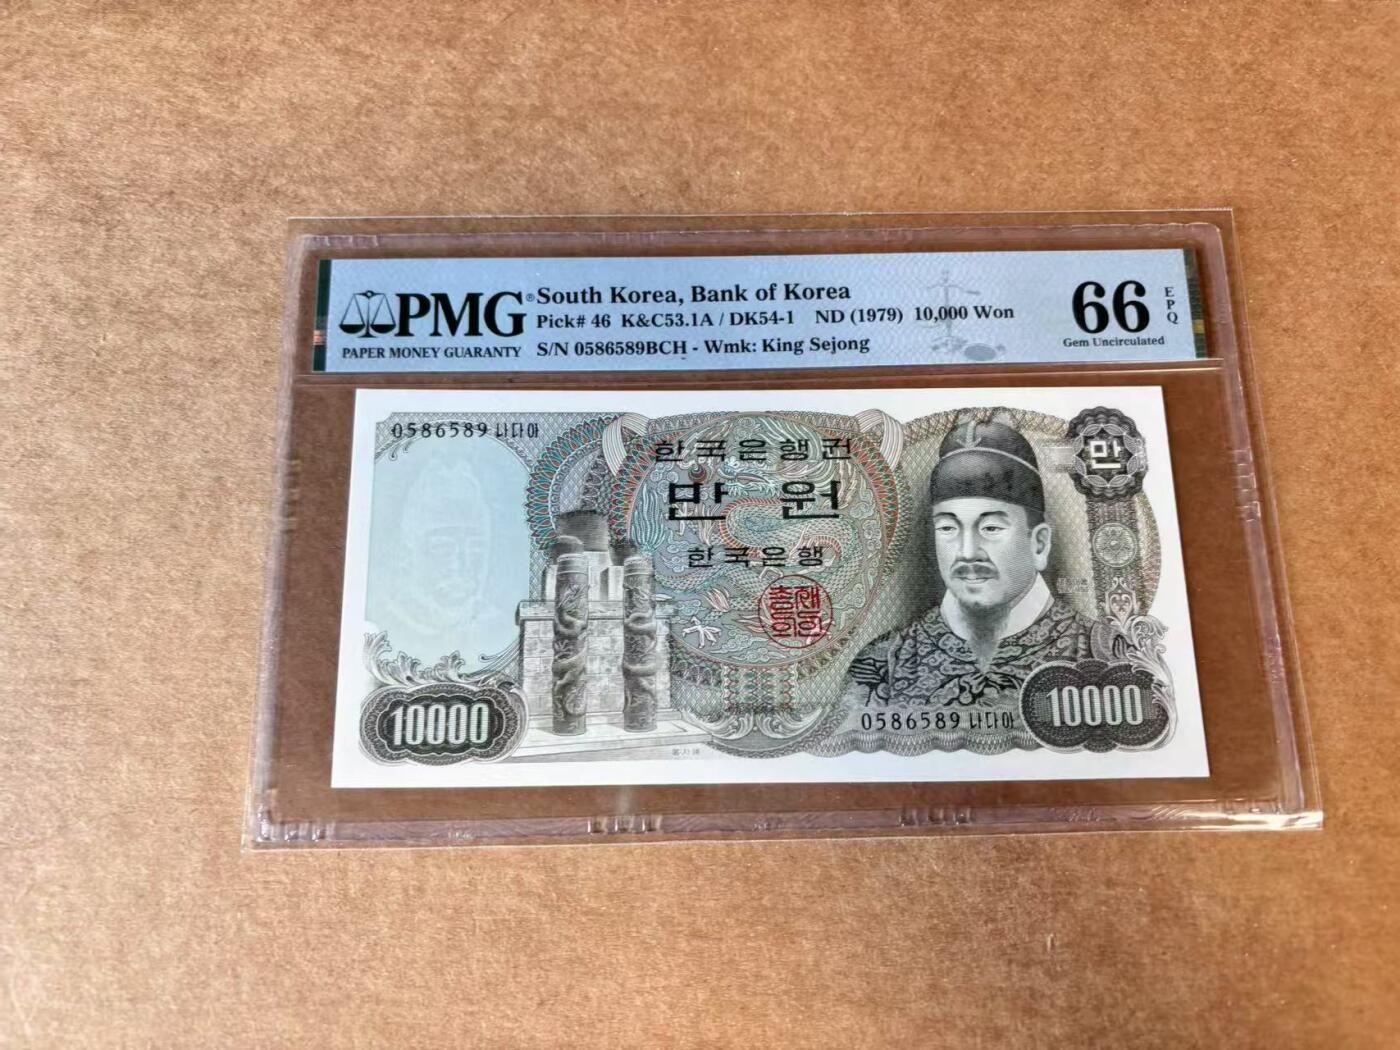 PMG®
PAPER MONEY GUARANTY
South Korea, Bank of Korea
Pick# 46 K&C53.1A / DK54-1 ND (1979) 10,000 Won
S/N 0586589BCH - Wmk: King Sejong
66
EPQ
Gem Uncirculated
0586589 나다아
한국은행권
만 원
한국은행
만
10000
0586589 나다아
10000